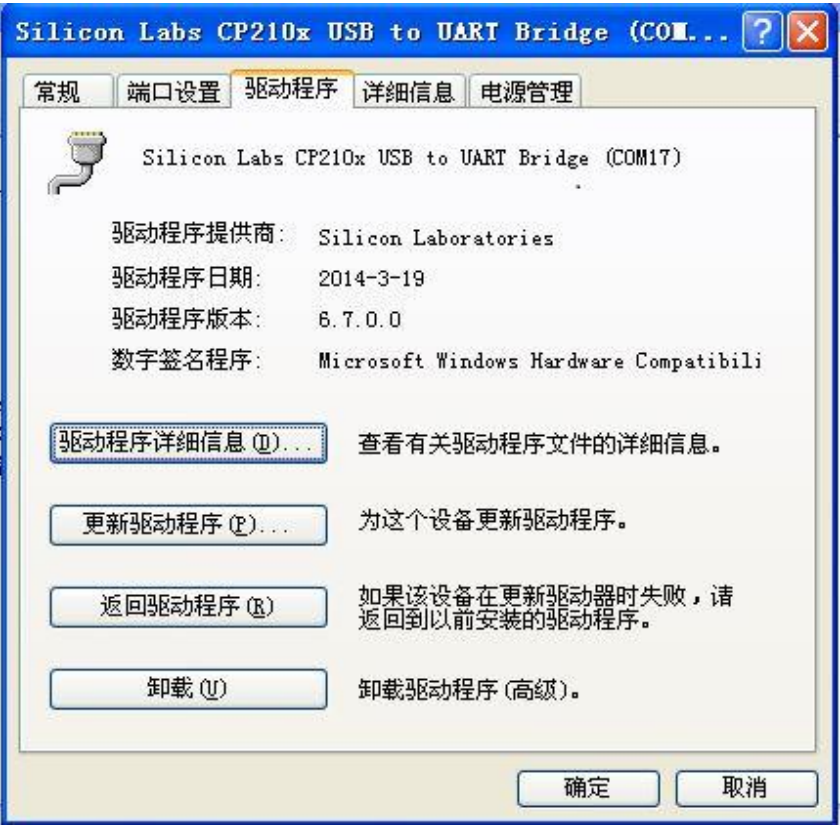 Silicon Labs CP210x USB to UART Bridge (COM...
常规 端口设置 驱动程序 详细信息 电源管理
Silicon Labs CP210x USB to UART Bridge (COM17)
驱动程序提供商: Silicon Laboratories
驱动程序日期: 2014-3-19
驱动程序版本: 6.7.0.0
数字签名程序: Microsoft Windows Hardware Compatibili
驱动程序详细信息(D)... 查看有关驱动程序文件的详细信息。
更新驱动程序(P)... 为这个设备更新驱动程序。
返回驱动程序(R) 如果该设备在更新驱动器时失败，请
返回到以前安装的驱动程序。
卸载(U) 卸载驱动程序(高级)。
确定 取消